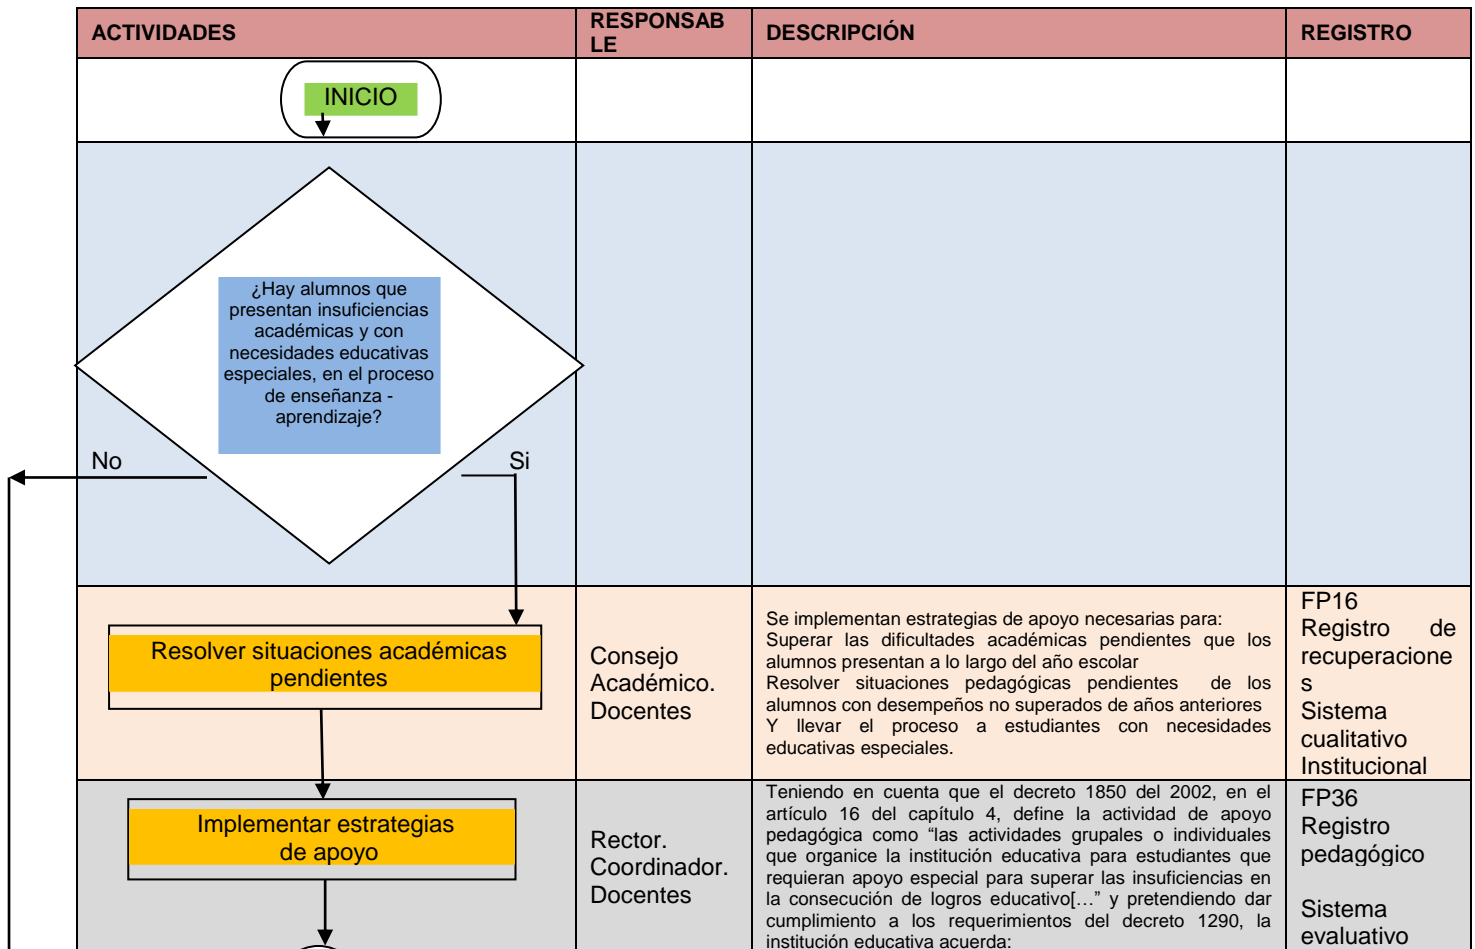 ACTIVIDADES
RESPONSAB
LE
DESCRIPCIÓN
REGISTRO
INICIO
¿Hay alumnos que
presentan insuficiencias
académicas y con
necesidades educativas
especiales, en el proceso
de enseñanza -
aprendizaje?
No
Si
Resolver situaciones académicas
pendientes
Consejo
Académico.
Docentes
Se implementan estrategias de apoyo necesarias para:
Superar las dificultades académicas pendientes que los
alumnos presentan a lo largo del año escolar
Resolver situaciones pedagógicas pendientes de los
alumnos con desempeños no superados de años anteriores
Y llevar el proceso a estudiantes con necesidades
educativas especiales.
FP16
Registro de
recuperacione
s
Sistema
cualitativo
Institucional
Implementar estrategias
de apoyo
Rector.
Coordinador.
Docentes
Teniendo en cuenta que el decreto 1850 del 2002, en el
artículo 16 del capítulo 4, define la actividad de apoyo
pedagógica como “las actividades grupales o individuales
que organice la institución educativa para estudiantes que
requieran apoyo especial para superar las insuficiencias en
la consecución de logros educativo[…” y pretendiendo dar
cumplimiento a los requerimientos del decreto 1290, la
institución educativa acuerda:
FP36
Registro
pedagógico
Sistema
evaluativo